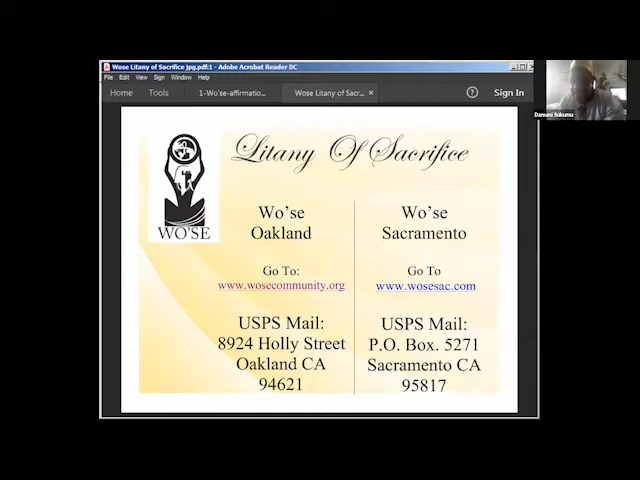 Wose Litany of Sacrifice jpg.pdf:1 - Adobe Acrobat Reader DC
File Edit View Sign Window Help
Home Tools 1-Wo'se-affirmatio... Wose Litany of Sacr... × ? Sign In
Damani Sukumu
Litany Of Sacrifice
WO'SE
Wo'se
Oakland
Go To:
www.wosecommunity.org
USPS Mail:
8924 Holly Street
Oakland CA
94621
Wo'se
Sacramento
Go To
www.wosesac.com
USPS Mail:
P.O. Box. 5271
Sacramento CA
95817